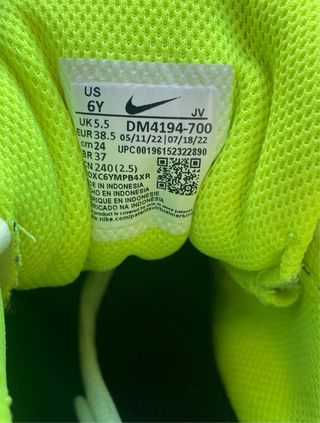 US
6Y
JV
UK 5.5
DM4194-700
EUR 38.5
05/11/22 | 07/18/22
cm 24
UPC00196152322890
BR 37
CN 240 (2.5)
MADE IN INDONESIA
FABRIQUE EN INDONESIE
FABRICADO EN INDONESIA